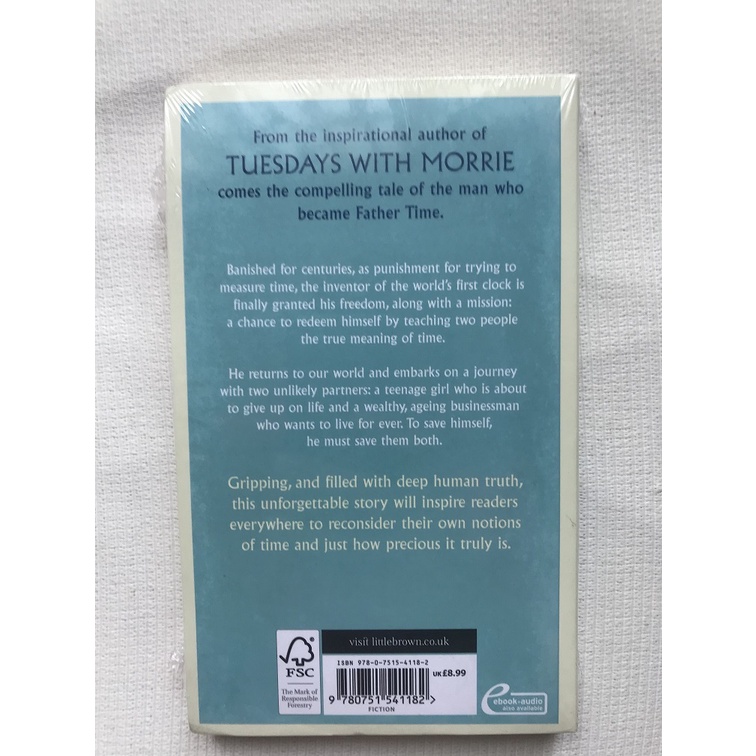 From the inspirational author of
TUESDAYS WITH MORRIE
comes the compelling tale of the man who
became Father Time.
Banished for centuries, as punishment for trying to
measure time, the inventor of the world's first clock is
finally granted his freedom, along with a mission:
a chance to redeem himself by teaching two people
the true meaning of time.
He returns to our world and embarks on a journey
with two unlikely partners: a teenage girl who is about
to give up on life and a wealthy, ageing businessman
who wants to live for ever. To save himself,
he must save them both.
Gripping, and filled with deep human truth,
this unforgettable story will inspire readers
everywhere to reconsider their own notions
of time and just how precious it truly is.
visit littlebrown.co.uk
FSC
The Mark of
Responsible
Forestry
ISBN 978-0-7515-4118-2
UK £8.99
9 780751 541182 >
FICTION
ebook-audio
also available